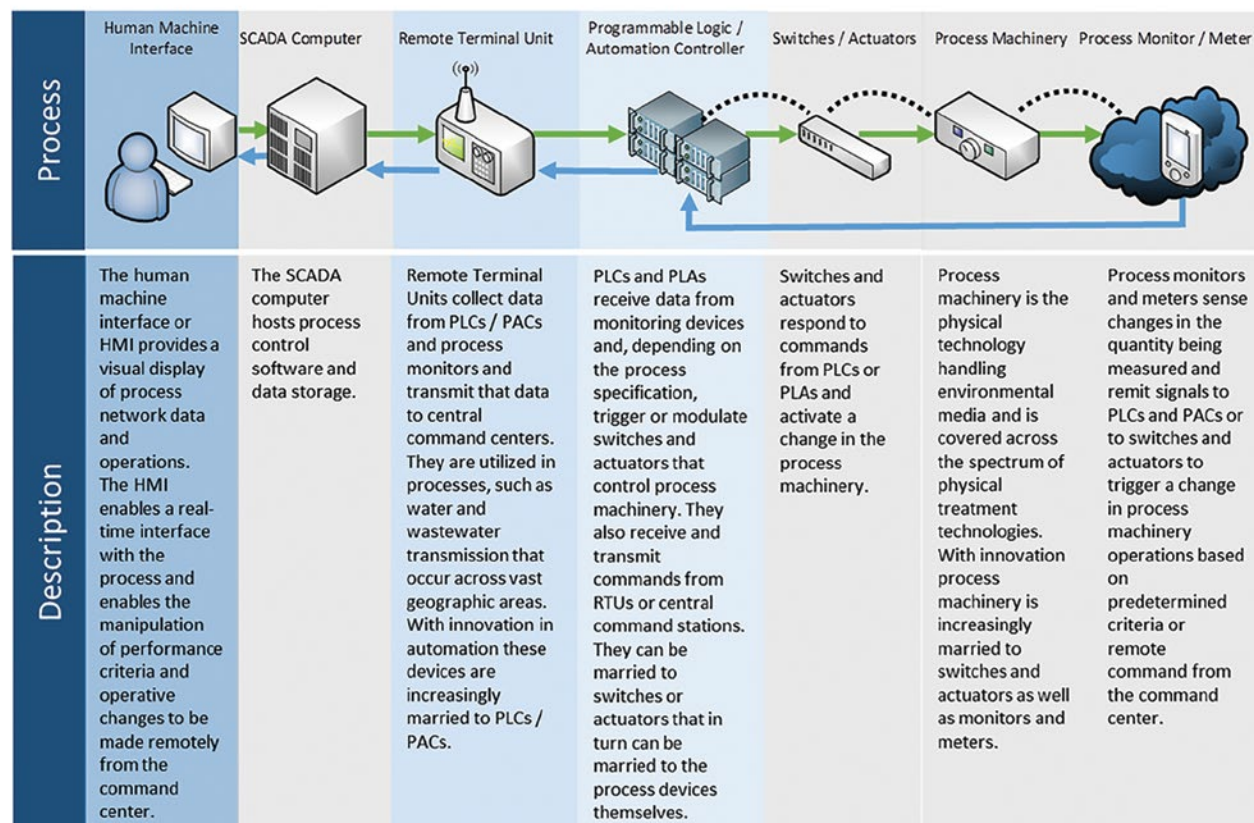 Process
Human Machine
Interface
SCADA Computer
Remote Terminal Unit
Programmable Logic /
Automation Controller
Switches / Actuators
Process Machinery
Process Monitor / Meter
Description
The human
machine
interface or
HMI provides a
visual display
of process
network data
and
operations.
The HMI
enables a real-
time interface
with the
process and
enables the
manipulation
of performance
criteria and
operative
changes to be
made remotely
from the
command
center.
The SCADA
computer
hosts process
control
software and
data storage.
Remote Terminal
Units collect data
from PLCs / PACs
and process
monitors and
transmit that data
to central
command centers.
They are utilized in
processes, such as
water and
wastewater
transmission that
occur across vast
geographic areas.
With innovation in
automation these
devices are
increasingly
married to PLCs /
PACs.
PLCs and PLAs
receive data from
monitoring devices
and, depending on
the process
specification,
trigger or modulate
switches and
actuators that
control process
machinery. They
also receive and
transmit
commands from
RTUs or central
command stations.
They can be
married to
switches or
actuators that in
turn can be
married to the
process devices
themselves.
Switches and
actuators
respond to
commands
from PLCs or
PLAs and
activate a
change in the
process
machinery.
Process
machinery is the
physical
technology
handling
environmental
media and is
covered across
the spectrum of
physical
treatment
technologies.
With innovation
process
machinery is
increasingly
married to
switches and
actuators as well
as monitors and
meters.
Process monitors
and meters sense
changes in the
quantity being
measured and
remit signals to
PLCs and PACs or
to switches and
actuators to
trigger a change
in process
machinery
operations based
on
predetermined
criteria or
remote
command from
the command
center.